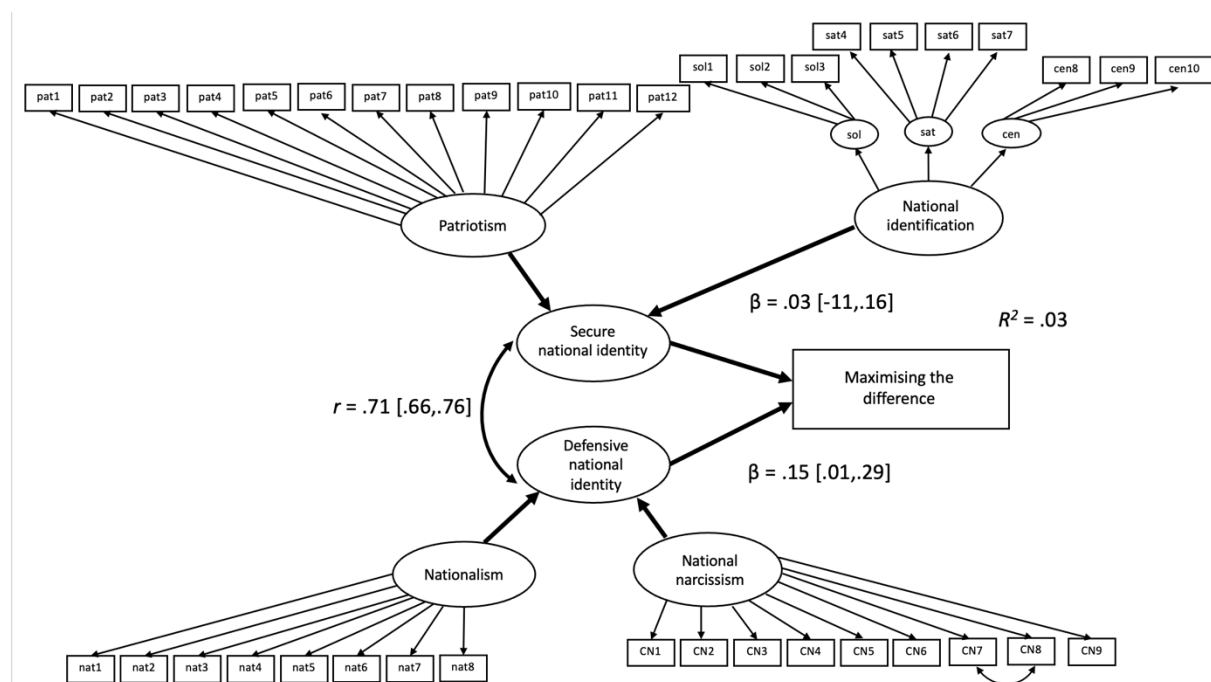 sat4 sat5 sat6 sat7
sol1 sol2 sol3 cen8 cen9 cen10
pat1 pat2 pat3 pat4 pat5 pat6 pat7 pat8 pat9 pat10 pat11 pat12
sol sat cen
Patriotism
National
identification
β = .03 [-11,.16]
R² = .03
Secure
national identity
Maximising the
difference
r = .71 [.66,.76]
Defensive
national
identity
β = .15 [.01,.29]
Nationalism
National
narcissism
CN1 CN2 CN3 CN4 CN5 CN6 CN7 CN8 CN9
nat1 nat2 nat3 nat4 nat5 nat6 nat7 nat8